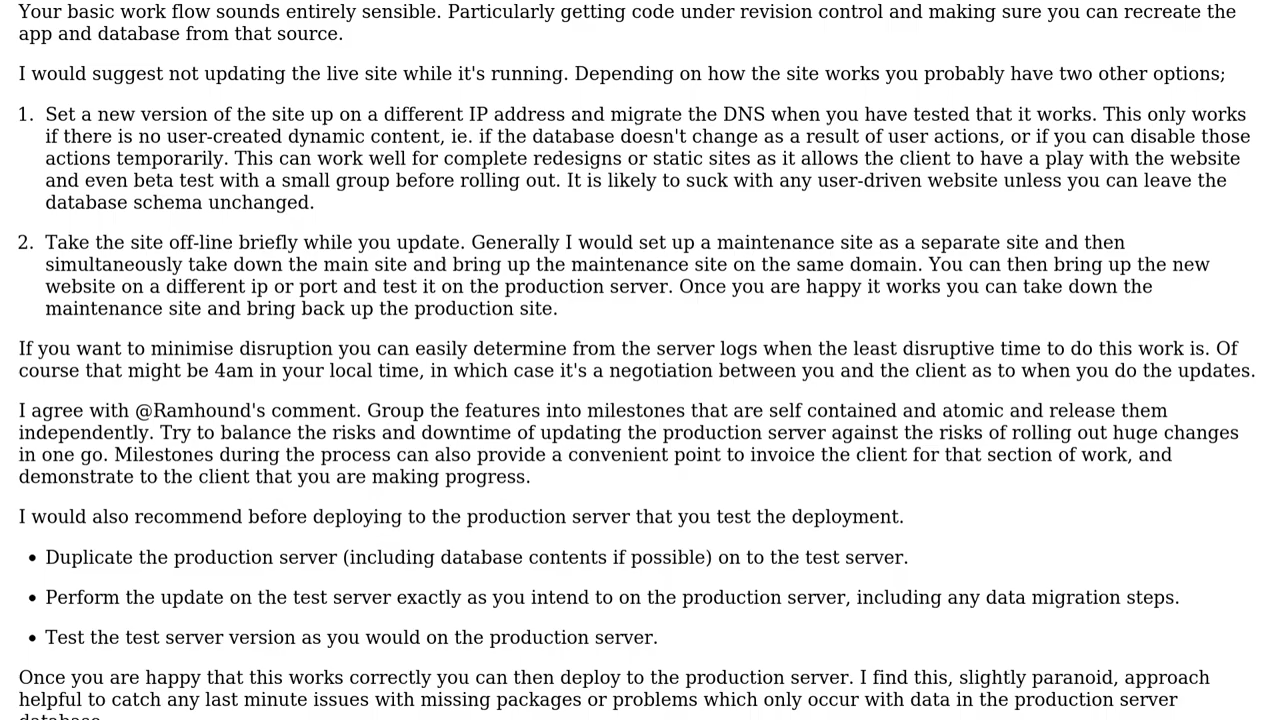 Your basic work flow sounds entirely sensible. Particularly getting code under revision control and making sure you can recreate the
app and database from that source.
I would suggest not updating the live site while it's running. Depending on how the site works you probably have two other options;
1. Set a new version of the site up on a different IP address and migrate the DNS when you have tested that it works. This only works
if there is no user-created dynamic content, ie. if the database doesn't change as a result of user actions, or if you can disable those
actions temporarily. This can work well for complete redesigns or static sites as it allows the client to have a play with the website
and even beta test with a small group before rolling out. It is likely to suck with any user-driven website unless you can leave the
database schema unchanged.
2. Take the site off-line briefly while you update. Generally I would set up a maintenance site as a separate site and then
simultaneously take down the main site and bring up the maintenance site on the same domain. You can then bring up the new
website on a different ip or port and test it on the production server. Once you are happy it works you can take down the
maintenance site and bring back up the production site.
If you want to minimise disruption you can easily determine from the server logs when the least disruptive time to do this work is. Of
course that might be 4am in your local time, in which case it's a negotiation between you and the client as to when you do the updates.
I agree with @Ramhound's comment. Group the features into milestones that are self contained and atomic and release them
independently. Try to balance the risks and downtime of updating the production server against the risks of rolling out huge changes
in one go. Milestones during the process can also provide a convenient point to invoice the client for that section of work, and
demonstrate to the client that you are making progress.
I would also recommend before deploying to the production server that you test the deployment.
• Duplicate the production server (including database contents if possible) on to the test server.
• Perform the update on the test server exactly as you intend to on the production server, including any data migration steps.
• Test the test server version as you would on the production server.
Once you are happy that this works correctly you can then deploy to the production server. I find this, slightly paranoid, approach
helpful to catch any last minute issues with missing packages or problems which only occur with data in the production server